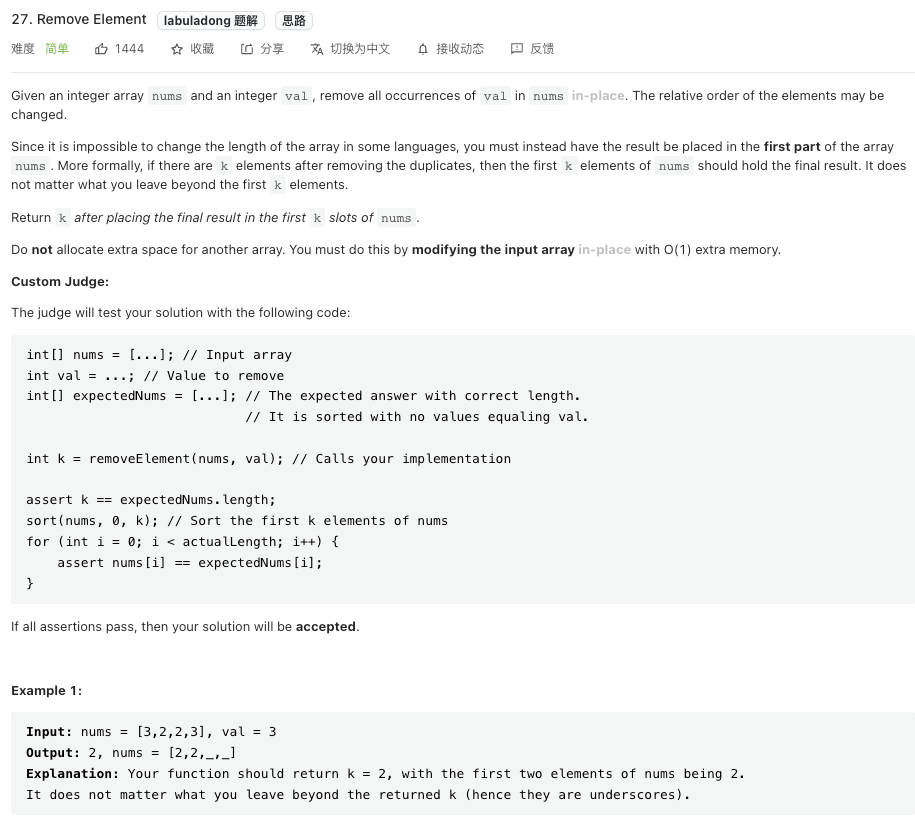 27. Remove Element labuladong 题解 思路
难度 简单 1444 收藏 分享 切换为中文 接收动态 反馈
Given an integer array nums and an integer val, remove all occurrences of val in nums in-place. The relative order of the elements may be
changed.
Since it is impossible to change the length of the array in some languages, you must instead have the result be placed in the first part of the array
nums. More formally, if there are k elements after removing the duplicates, then the first k elements of nums should hold the final result. It does
not matter what you leave beyond the first k elements.
Return k after placing the final result in the first k slots of nums.
Do not allocate extra space for another array. You must do this by modifying the input array in-place with O(1) extra memory.
Custom Judge:
The judge will test your solution with the following code:
int[] nums = [...]; // Input array
int val = ...; // Value to remove
int[] expectedNums = [...]; // The expected answer with correct length.
                            // It is sorted with no values equaling val.
int k = removeElement(nums, val); // Calls your implementation
assert k == expectedNums.length;
sort(nums, 0, k); // Sort the first k elements of nums
for (int i = 0; i < actualLength; i++) {
    assert nums[i] == expectedNums[i];
}
If all assertions pass, then your solution will be accepted.
Example 1:
Input: nums = [3,2,2,3], val = 3
Output: 2, nums = [2,2,_,_]
Explanation: Your function should return k = 2, with the first two elements of nums being 2.
It does not matter what you leave beyond the returned k (hence they are underscores).